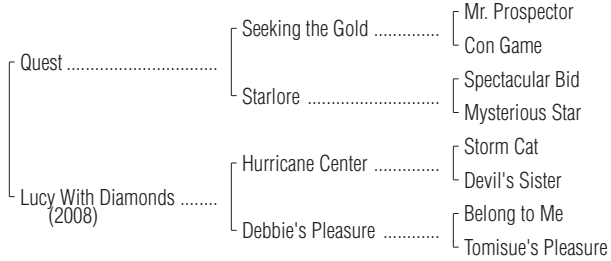 Mr. Prospector
Seeking the Gold ..............
Con Game
Quest ................................
Spectacular Bid
Starlore ............................
Mysterious Star
Storm Cat
Hurricane Center ..............
Devil's Sister
Lucy With Diamonds ........
(2008)
Belong to Me
Debbie's Pleasure ............
Tomisue's Pleasure